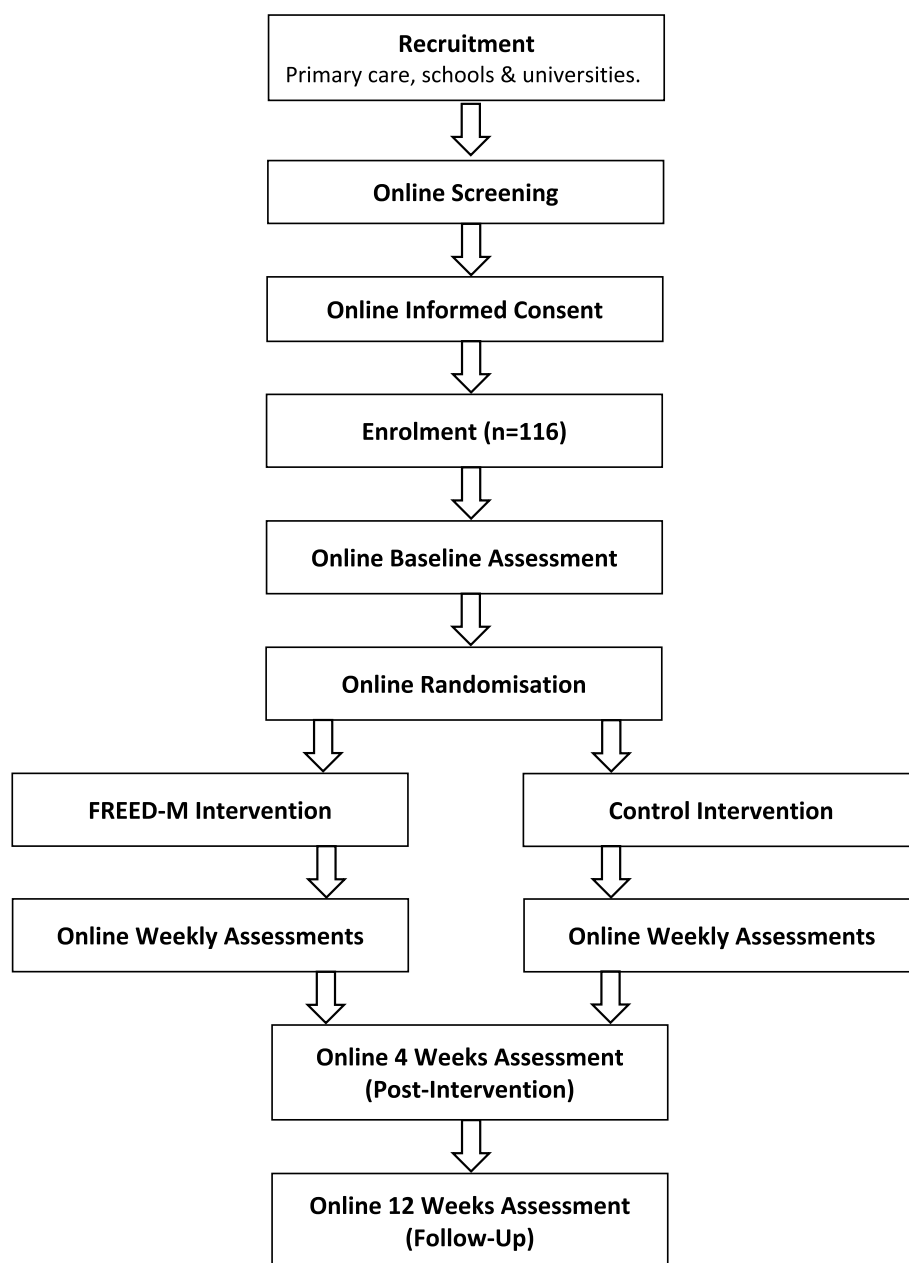 Recruitment
Primary care, schools & universities.
Online Screening
Online Informed Consent
Enrolment (n=116)
Online Baseline Assessment
Online Randomisation
FREED-M Intervention
Control Intervention
Online Weekly Assessments
Online Weekly Assessments
Online 4 Weeks Assessment
(Post-Intervention)
Online 12 Weeks Assessment
(Follow-Up)